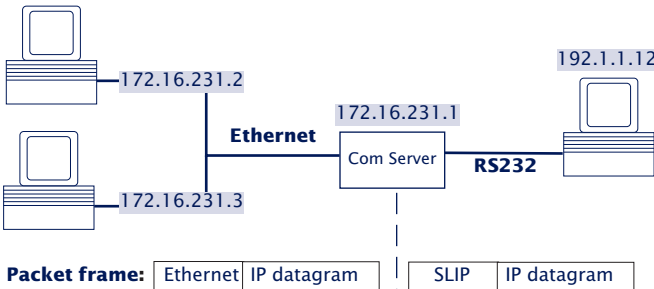 192.1.1.12
172.16.231.2
172.16.231.1
Ethernet
Com Server
RS232
172.16.231.3
Packet frame: Ethernet IP datagram SLIP IP datagram